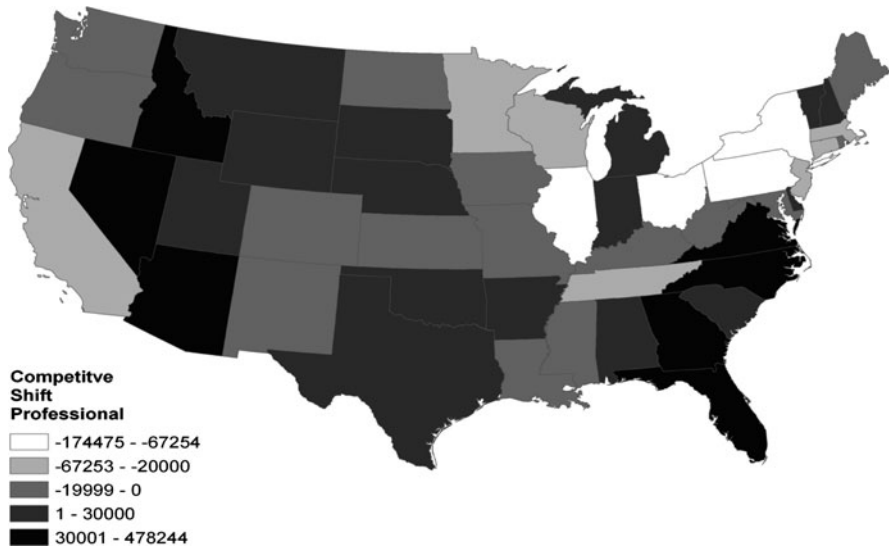 Competitve
Shift
Professional
-174475 - -67254
-67253 - -20000
-19999 - 0
1 - 30000
30001 - 478244